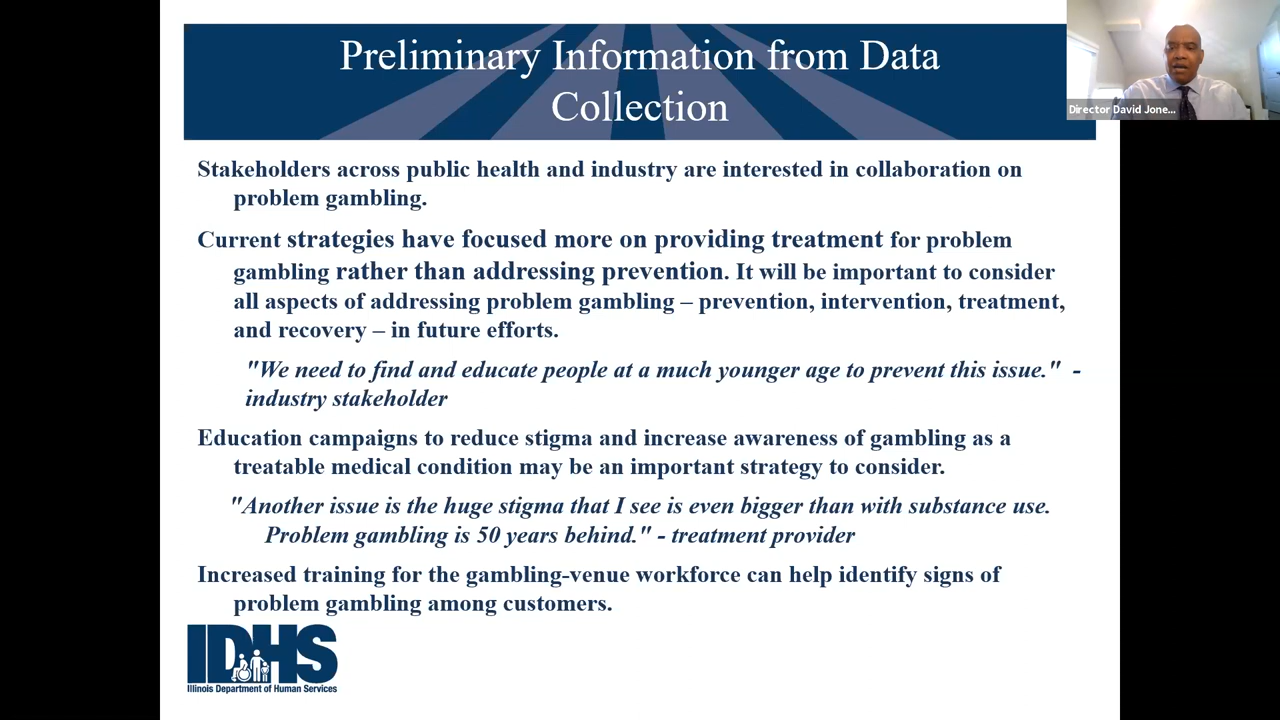 Preliminary Information from Data
Collection
Director David Jone...
Stakeholders across public health and industry are interested in collaboration on
problem gambling.
Current strategies have focused more on providing treatment for problem
gambling rather than addressing prevention. It will be important to consider
all aspects of addressing problem gambling – prevention, intervention, treatment,
and recovery – in future efforts.
"We need to find and educate people at a much younger age to prevent this issue." -
industry stakeholder
Education campaigns to reduce stigma and increase awareness of gambling as a
treatable medical condition may be an important strategy to consider.
"Another issue is the huge stigma that I see is even bigger than with substance use.
Problem gambling is 50 years behind." - treatment provider
Increased training for the gambling-venue workforce can help identify signs of
problem gambling among customers.
IDHS
Illinois Department of Human Services